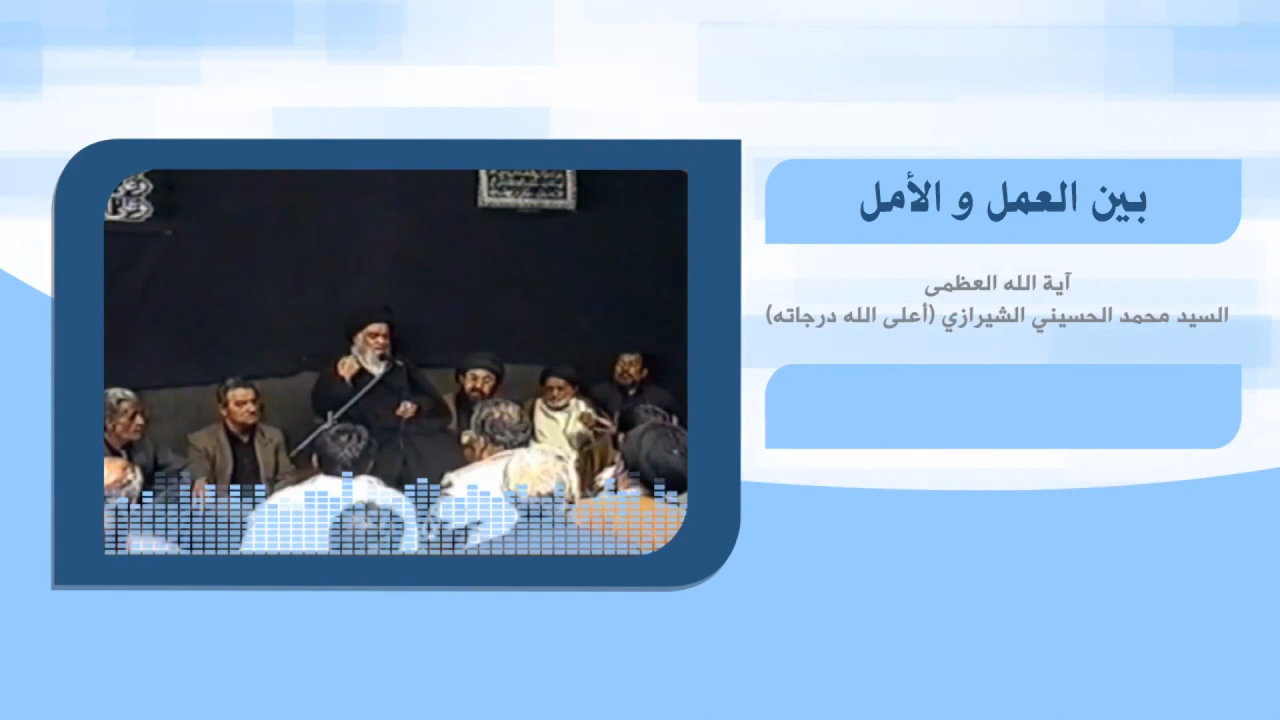 بين العمل و الأمل
آية الله العظمى
السيد محمد الحسيني الشيرازي (أعلى الله درجاته)